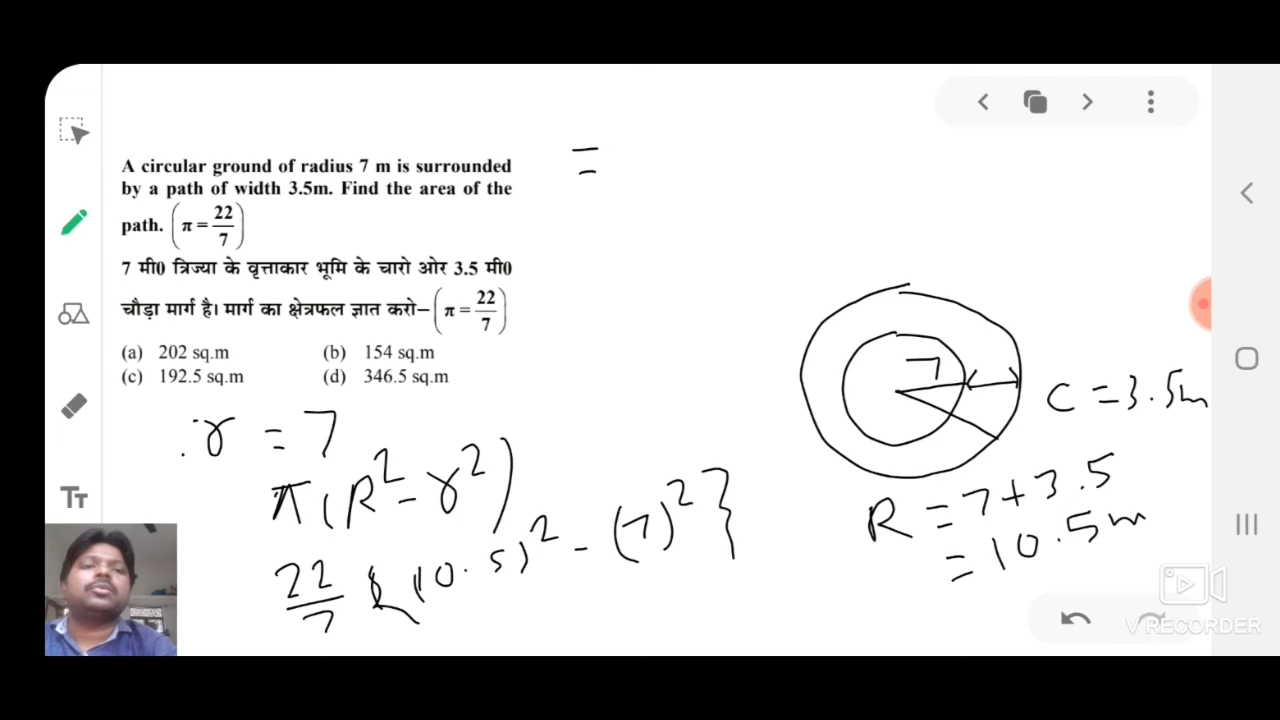 A circular ground of radius 7 m is surrounded
by a path of width 3.5m. Find the area of the
path. (π = 22/7)
7 मी0 त्रिज्या के वृत्ताकार भूमि के चारो ओर 3.5 मी0
चौड़ा मार्ग है। मार्ग का क्षेत्रफल ज्ञात करो– (π = 22/7)
(a) 202 sq.m (b) 154 sq.m
(c) 192.5 sq.m (d) 346.5 sq.m
=
r = 7
π(R² – r²)
22/7 {(10.5)² – (7)²}
7
C = 3.5m
R = 7 + 3.5
= 10.5m
TT
V RECORDER